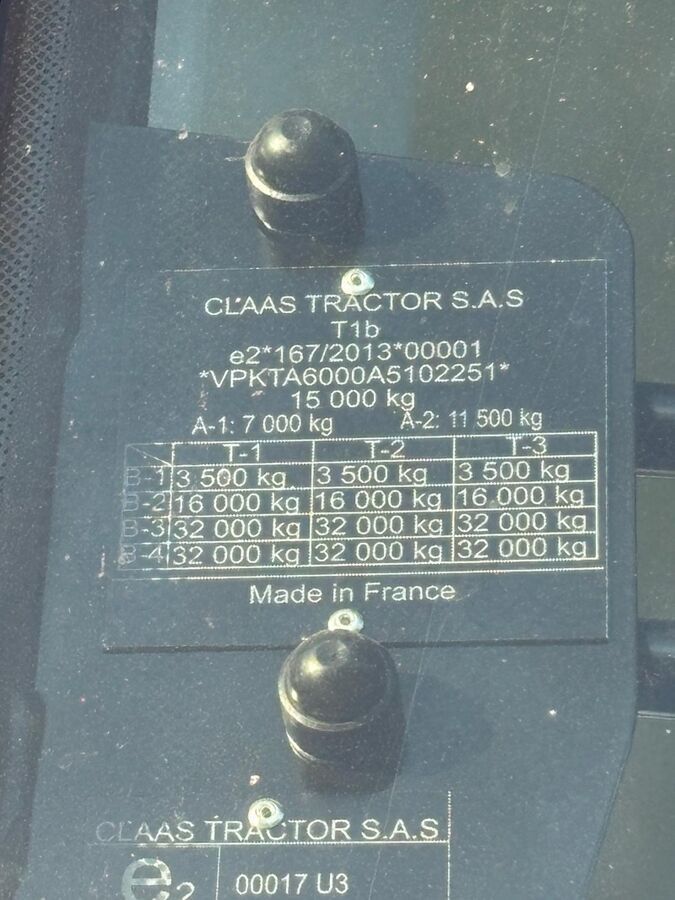 CLAAS TRACTOR S.A.S
T1b
e2*167/2013*00001
*VPKTA6000A5102251*
15 000 kg
A-1: 7 000 kg A-2: 11 500 kg
T-1 T-2 T-3
B-1 3 500 kg 3 500 kg 3 500 kg
B-2 16 000 kg 16 000 kg 16 000 kg
B-3 32 000 kg 32 000 kg 32 000 kg
B-4 32 000 kg 32 000 kg 32 000 kg
Made in France
CLAAS TRACTOR S.A.S
e2 00017 U3